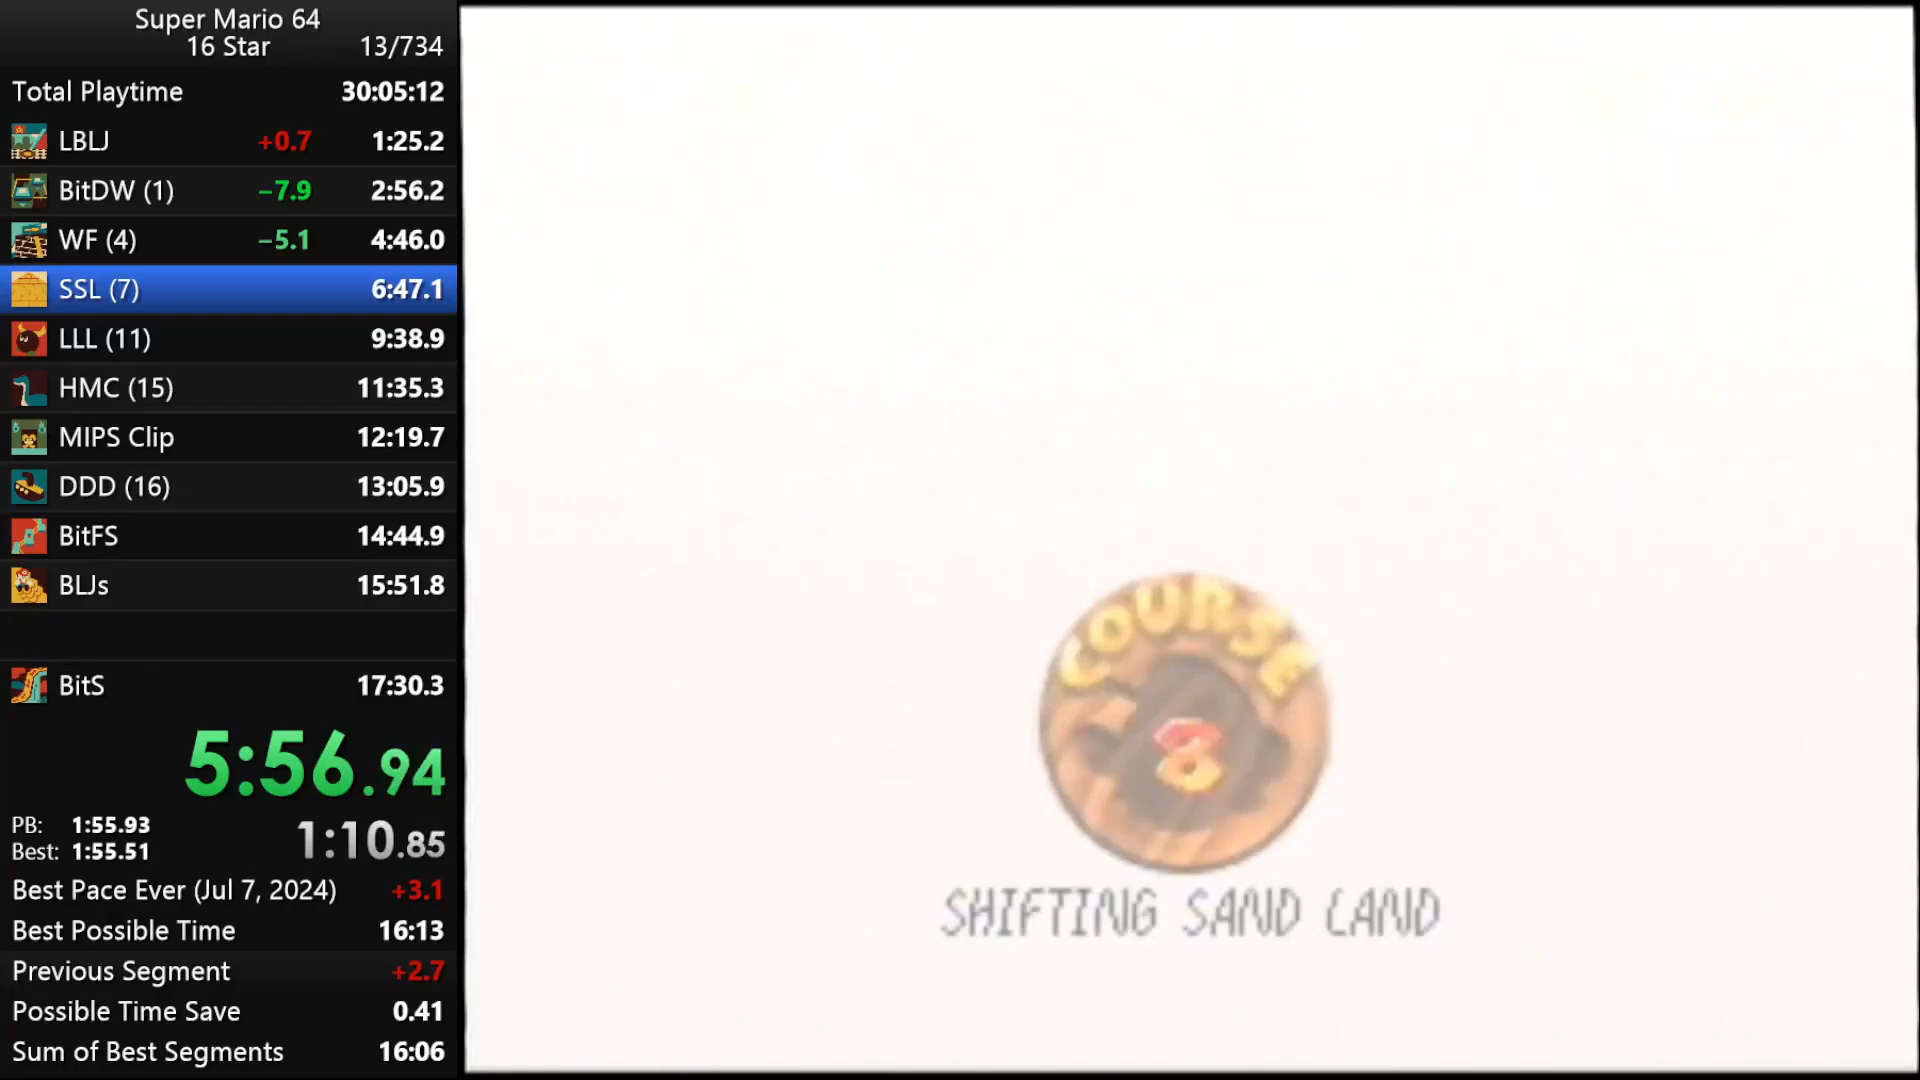 Super Mario 64
16 Star 13/734
Total Playtime 30:05:12
LBLJ +0.7 1:25.2
BitDW (1) −7.9 2:56.2
WF (4) −5.1 4:46.0
SSL (7) 6:47.1
LLL (11) 9:38.9
HMC (15) 11:35.3
MIPS Clip 12:19.7
DDD (16) 13:05.9
BitFS 14:44.9
BLJs 15:51.8
BitS 17:30.3
5:56.94
PB: 1:55.93
Best: 1:55.51
1:10.85
Best Pace Ever (Jul 7, 2024) +3.1
Best Possible Time 16:13
Previous Segment +2.7
Possible Time Save 0.41
Sum of Best Segments 16:06
COURSE
8
SHIFTING SAND LAND